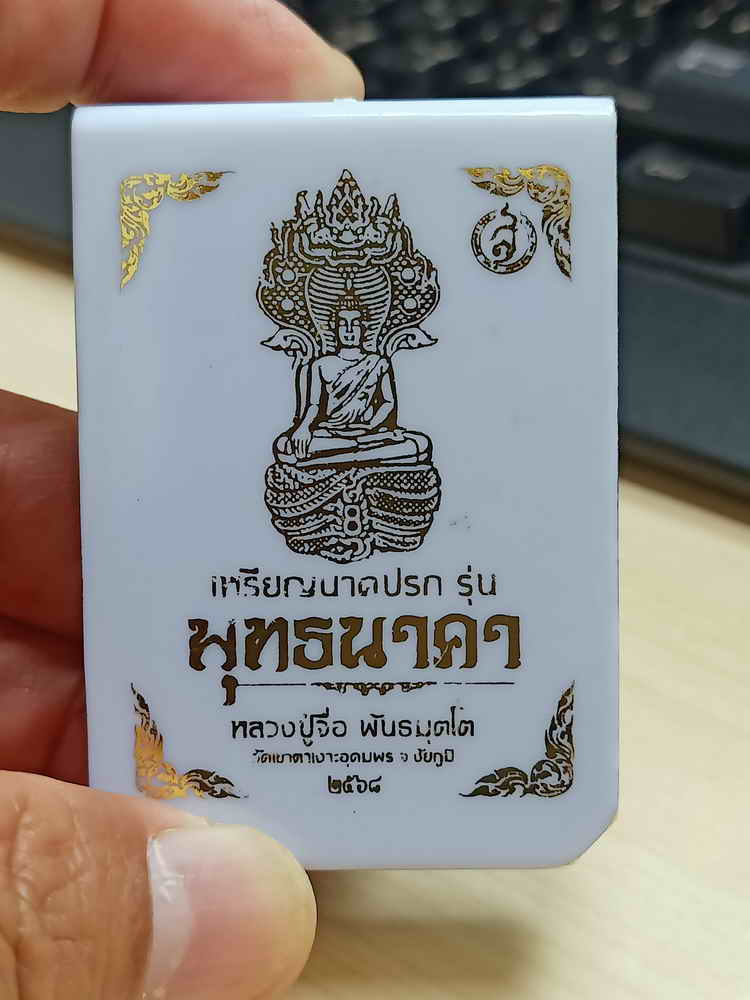 เหรียญนาคปรก รุ่น
พุทธนาคา
หลวงปู่จื่อ พันธมุตโต
วัดเขาตาเงาะอุดมพร จ ชัยภูมิ
๒๕๖๘